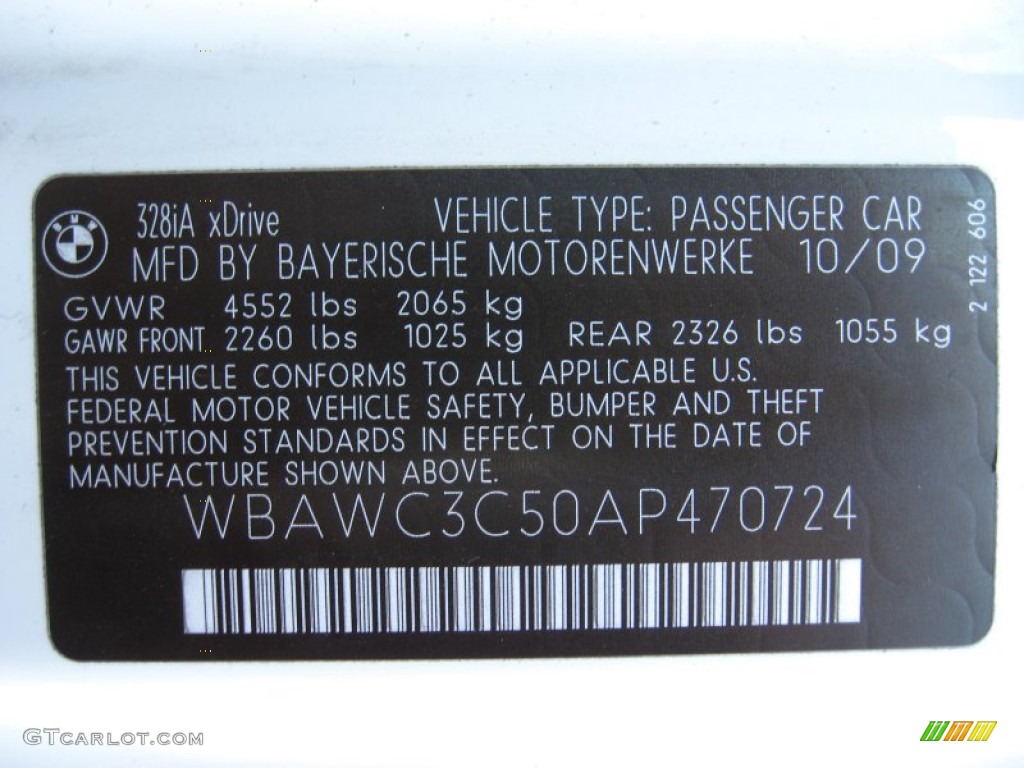 328iA xDrive VEHICLE TYPE: PASSENGER CAR
MFD BY BAYERISCHE MOTORENWERKE 10/09
GVWR 4552 lbs 2065 kg
GAWR FRONT 2260 lbs 1025 kg REAR 2326 lbs 1055 kg
THIS VEHICLE CONFORMS TO ALL APPLICABLE U.S.
FEDERAL MOTOR VEHICLE SAFETY, BUMPER AND THEFT
PREVENTION STANDARDS IN EFFECT ON THE DATE OF
MANUFACTURE SHOWN ABOVE.
WBAWC3C50AP470724
2 122 606
BMW
GTCARLOT.COM